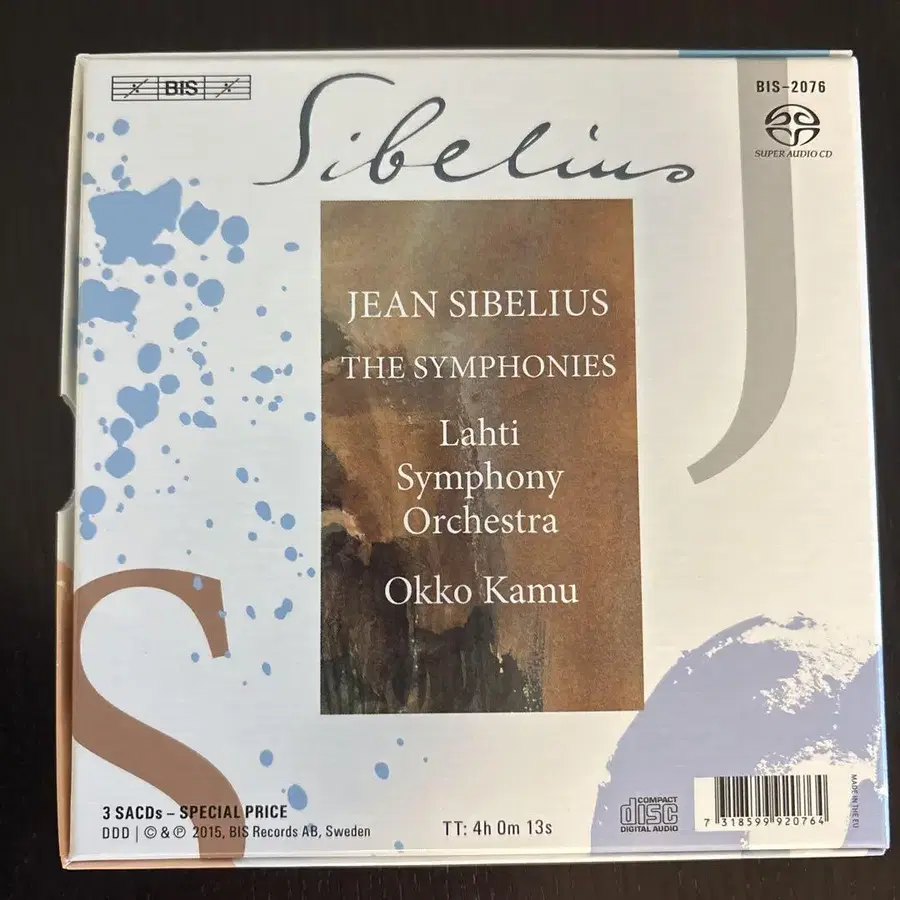 BIS
Sibelius
BIS-2076
SUPER AUDIO CD
J
JEAN SIBELIUS
THE SYMPHONIES
Lahti
Symphony
Orchestra
Okko Kamu
S
3 SACDs – SPECIAL PRICE
DDD | © & ℗ 2015, BIS Records AB, Sweden
TT: 4h 0m 13s
COMPACT
disc
DIGITAL AUDIO
7 318599 920764
MADE IN THE EU